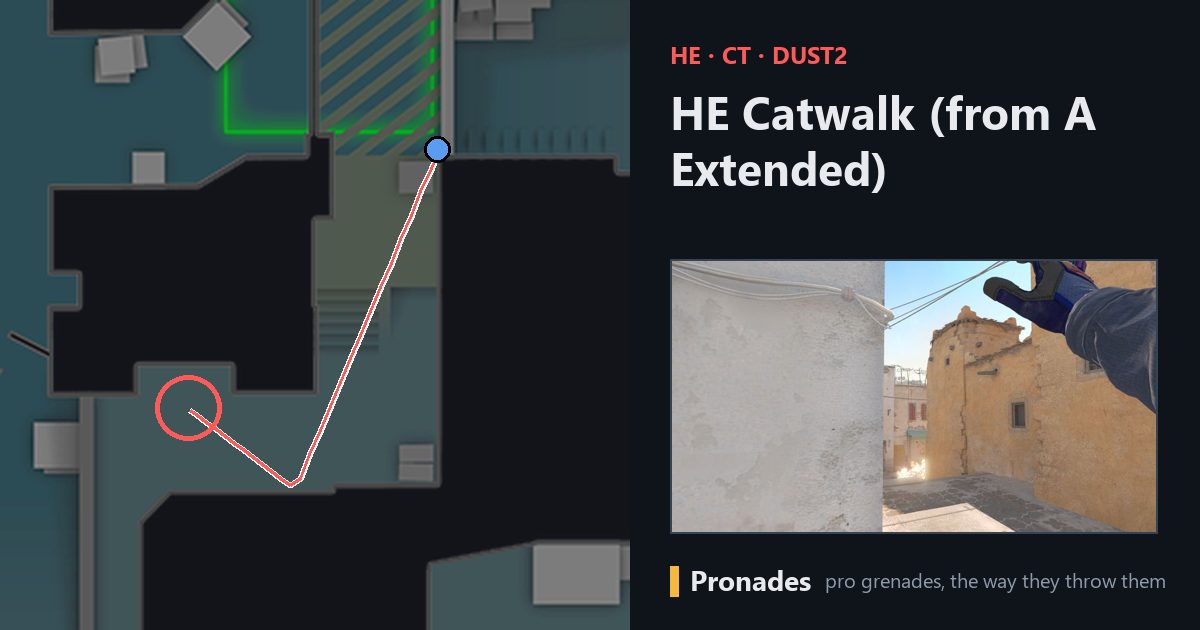 HE · CT · DUST2
HE Catwalk (from A
Extended)
Pronades pro grenades, the way they throw them